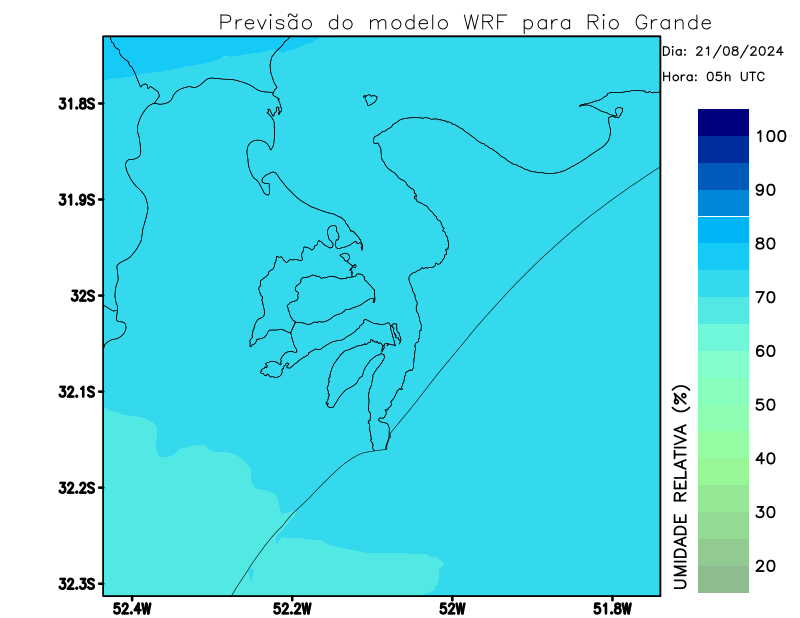 Previsão do modelo WRF para Rio Grande
Dia: 21/08/2024
Hora: 05h UTC
31.8S
31.9S
32S
32.1S
32.2S
32.3S
52.4W
52.2W
52W
51.8W
100
90
80
70
60
50
40
30
20
UMIDADE RELATIVA (%)